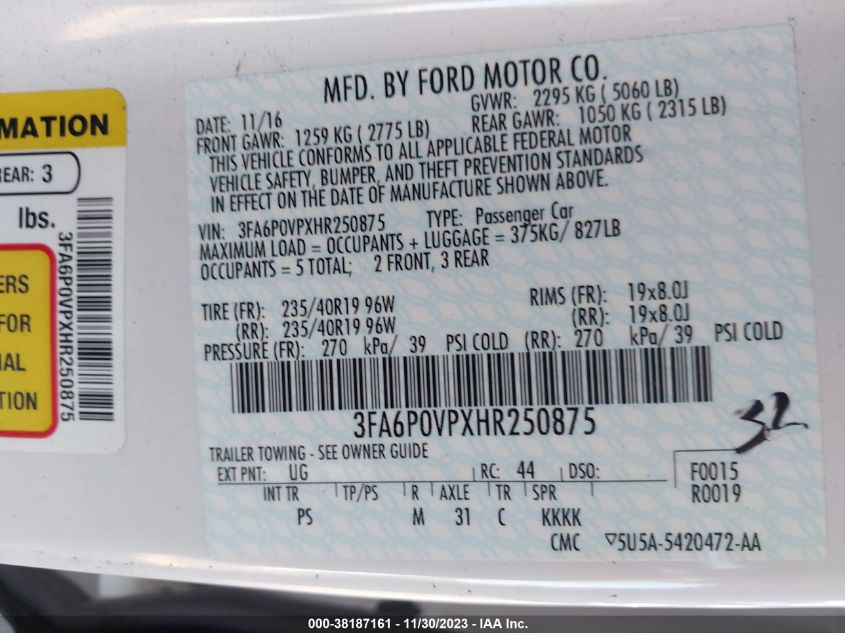 MATION
REAR: 3
lbs.
3FA6P0VPXHR250875
ERS
FOR
IAL
TION
MFD. BY FORD MOTOR CO.
DATE: 11/16 GVWR: 2295 KG ( 5060 LB)
FRONT GAWR: 1259 KG ( 2775 LB) REAR GAWR: 1050 KG ( 2315 LB)
THIS VEHICLE CONFORMS TO ALL APPLICABLE FEDERAL MOTOR
VEHICLE SAFETY, BUMPER, AND THEFT PREVENTION STANDARDS
IN EFFECT ON THE DATE OF MANUFACTURE SHOWN ABOVE.
VIN: 3FA6P0VPXHR250875 TYPE: Passenger Car
MAXIMUM LOAD = OCCUPANTS + LUGGAGE = 375KG/ 827LB
OCCUPANTS = 5 TOTAL; 2 FRONT, 3 REAR
TIRE (FR): 235/40R19 96W RIMS (FR): 19x8.0J
(RR): 235/40R19 96W (RR): 19x8.0J
PRESSURE (FR): 270 kPa/ 39 PSI COLD (RR): 270 kPa/ 39 PSI COLD
3FA6P0VPXHR250875
32
TRAILER TOWING - SEE OWNER GUIDE
EXT PNT: UG RC: 44 DSO: F0015
INT TR TP/PS R AXLE TR SPR R0019
PS M 31 C KKKK
CMC ▽5U5A-5420472-AA
000-38187161 - 11/30/2023 - IAA Inc.